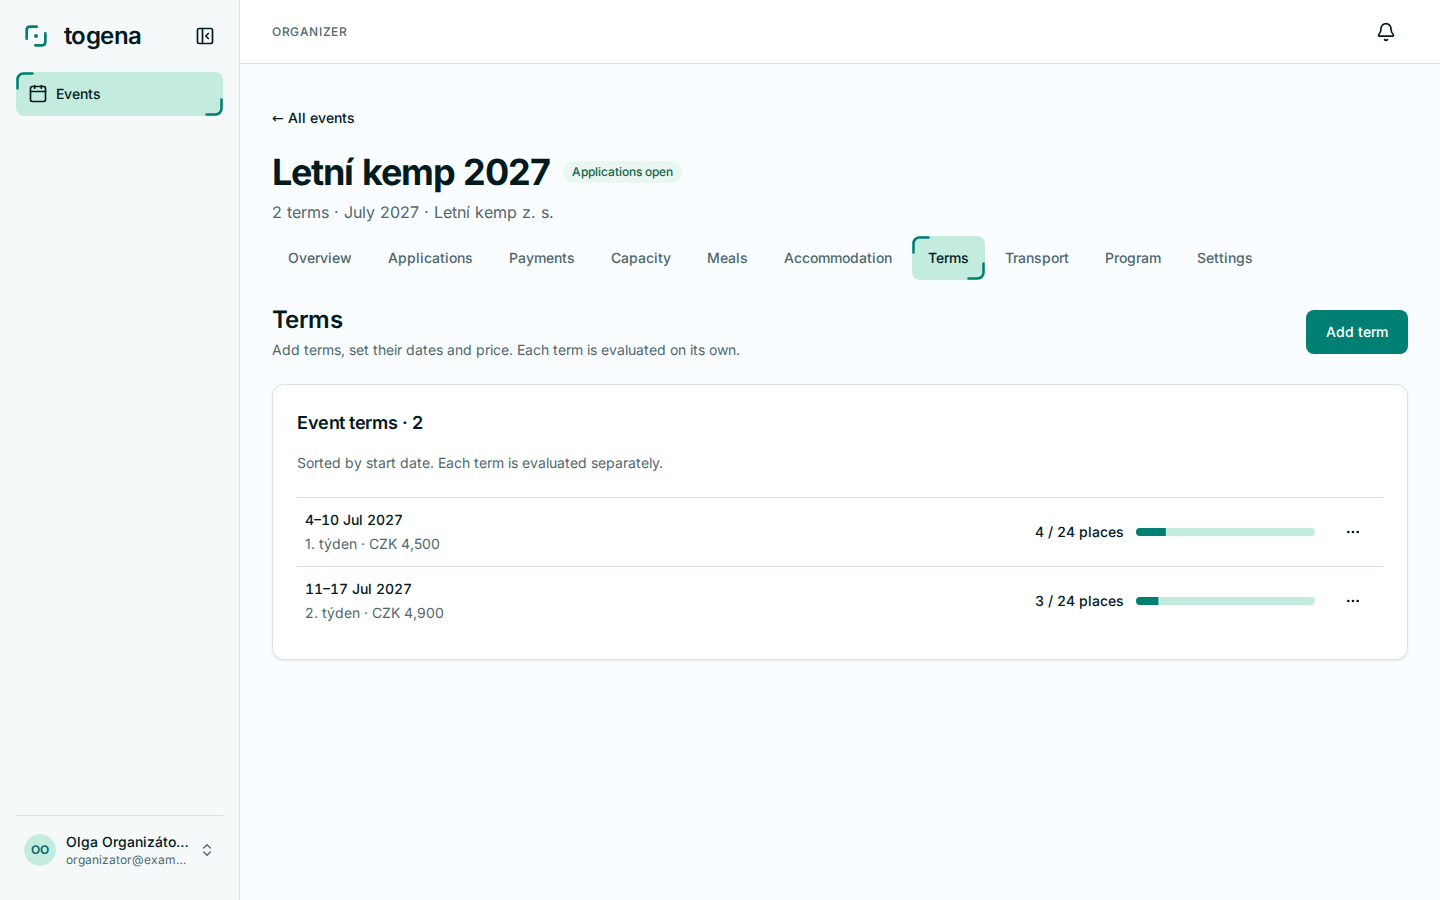 togena
ORGANIZER
Events
← All events
Letní kemp 2027
Applications open
2 terms · July 2027 · Letní kemp z. s.
Overview
Applications
Payments
Capacity
Meals
Accommodation
Terms
Transport
Program
Settings
Terms
Add terms, set their dates and price. Each term is evaluated on its own.
Add term
Event terms · 2
Sorted by start date. Each term is evaluated separately.
4–10 Jul 2027
1. týden · CZK 4,500
4 / 24 places
11–17 Jul 2027
2. týden · CZK 4,900
3 / 24 places
OO
Olga Organizáto...
organizator@exam...